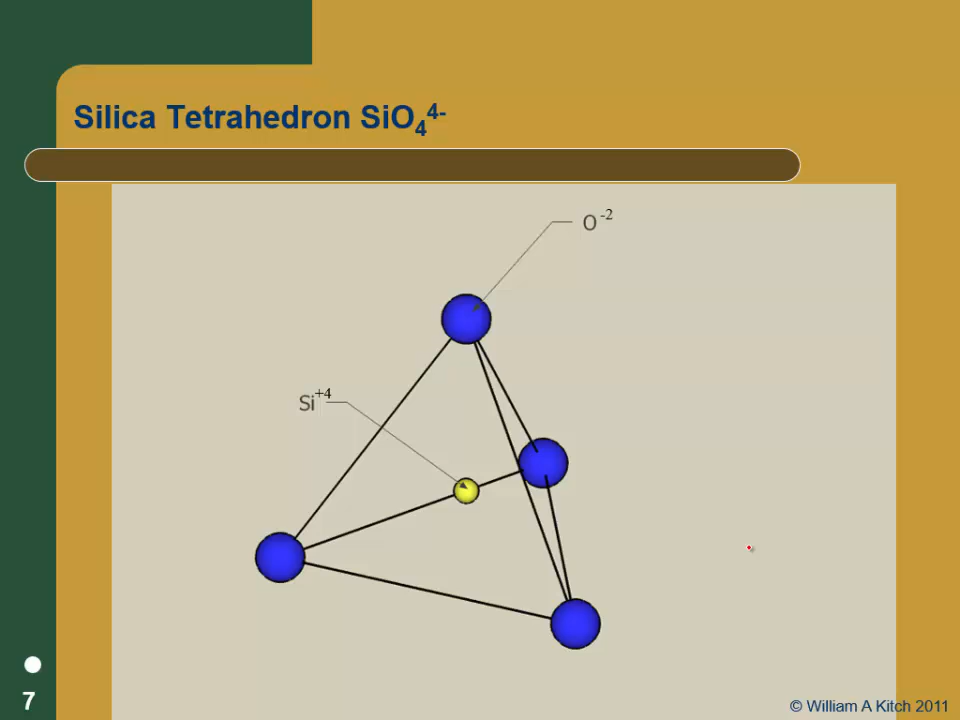 Silica Tetrahedron SiO₄⁴⁻
O⁻²
Si⁺⁴
7
© William A Kitch 2011